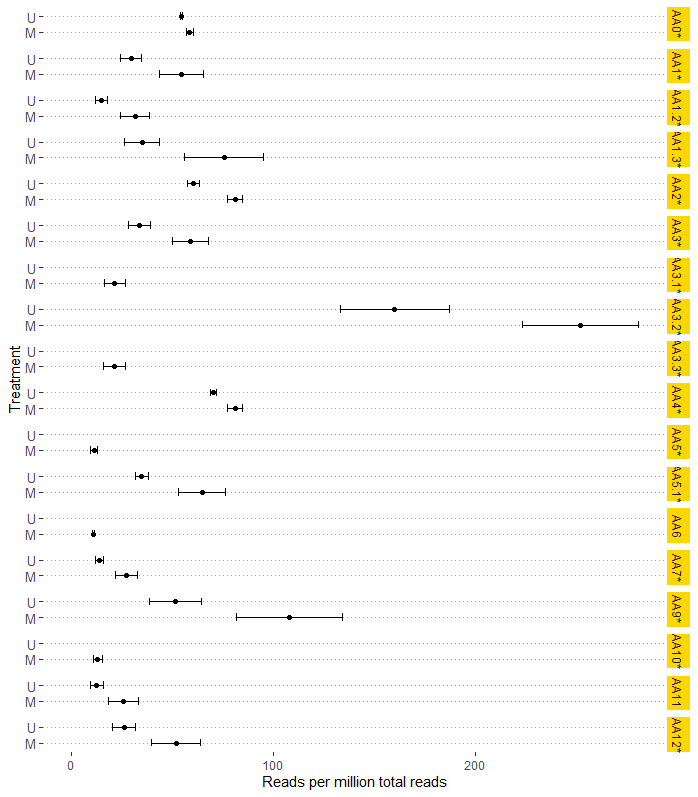 U
M
AA0*
U
M
AA1*
U
M
AA1.2*
U
M
AA1.3*
U
M
AA2*
U
M
AA3*
U
M
AA3.1*
U
M
AA3.2*
U
M
AA3.3*
U
M
AA4*
U
M
AA5*
U
M
AA5.1*
U
M
AA6
U
M
AA7*
U
M
AA9*
U
M
AA10*
U
M
AA11
U
M
AA12*
Treatment
0 100 200
Reads per million total reads